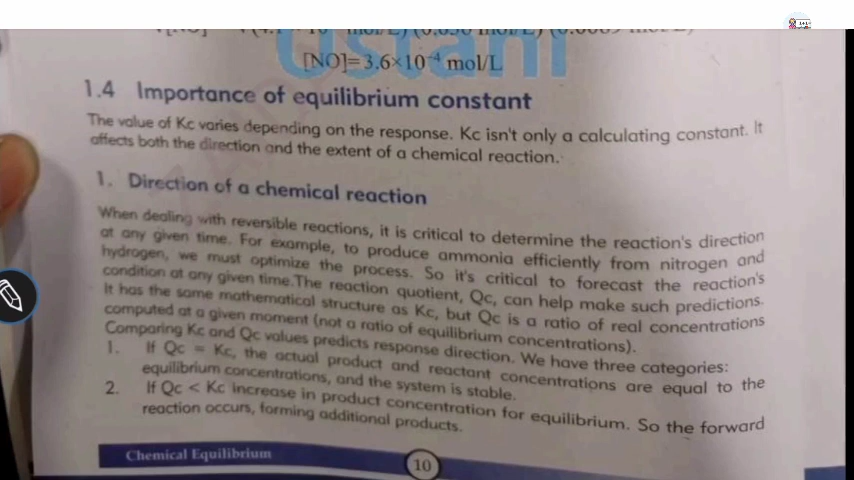 [NO]=3.6×10⁻⁴ mol/L
1.4 Importance of equilibrium constant
The value of Kc varies depending on the response. Kc isn't only a calculating constant. It
affects both the direction and the extent of a chemical reaction.
1. Direction of a chemical reaction
When dealing with reversible reactions, it is critical to determine the reaction's direction
at any given time. For example, to produce ammonia efficiently from nitrogen and
hydrogen, we must optimize the process. So it's critical to forecast the reaction's
condition at any given time.The reaction quotient, Qc, can help make such predictions.
It has the same mathematical structure as Kc, but Qc is a ratio of real concentrations
computed at a given moment (not a ratio of equilibrium concentrations).
Comparing Kc and Qc values predicts response direction. We have three categories:
1. If Qc = Kc, the actual product and reactant concentrations are equal to the
equilibrium concentrations, and the system is stable.
2. If Qc < Kc increase in product concentration for equilibrium. So the forward
reaction occurs, forming additional products.
Chemical Equilibrium
10